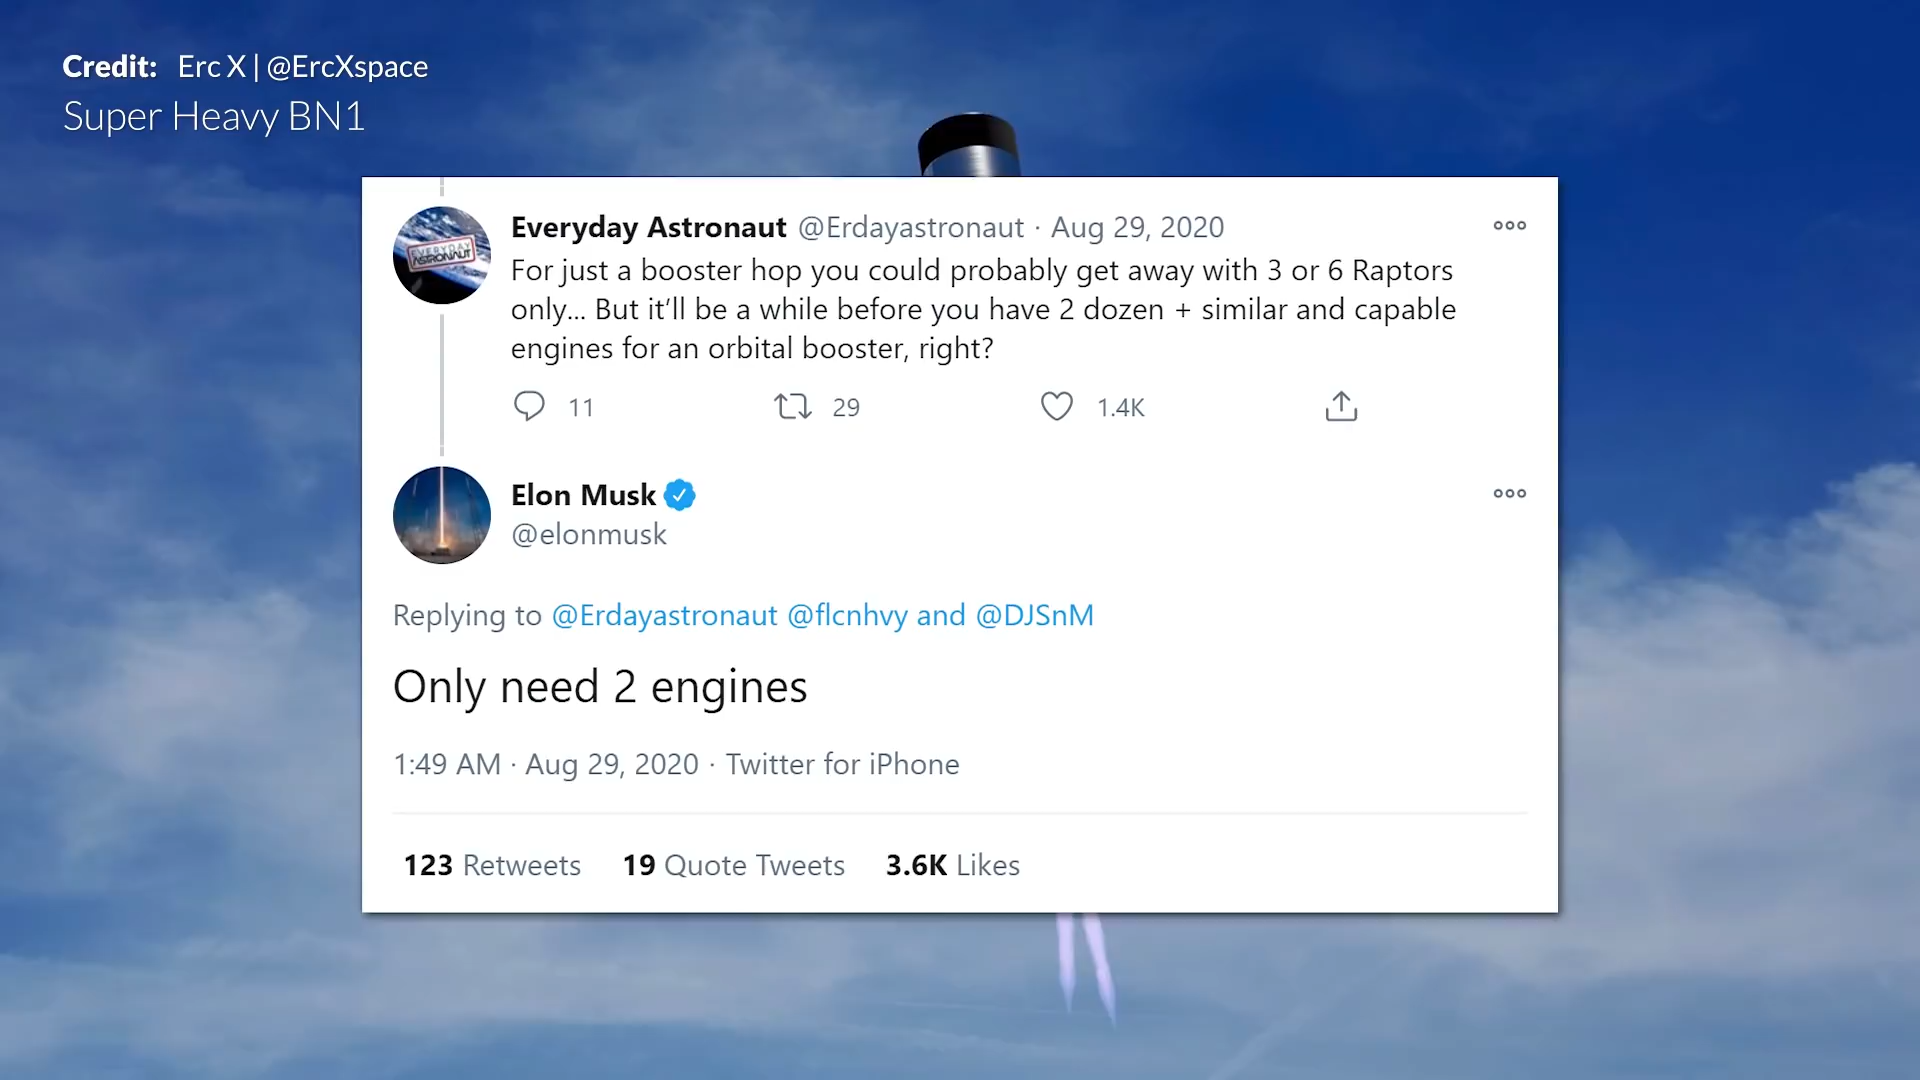 Credit: Erc X | @ErcXspace
Super Heavy BN1
EVERYDAY
ASTRONAUT
Everyday Astronaut @Erdayastronaut · Aug 29, 2020
For just a booster hop you could probably get away with 3 or 6 Raptors
only... But it’ll be a while before you have 2 dozen + similar and capable
engines for an orbital booster, right?
11 29 1.4K
Elon Musk
@elonmusk
Replying to @Erdayastronaut @flcnhvy and @DJSnM
Only need 2 engines
1:49 AM · Aug 29, 2020 · Twitter for iPhone
123 Retweets 19 Quote Tweets 3.6K Likes